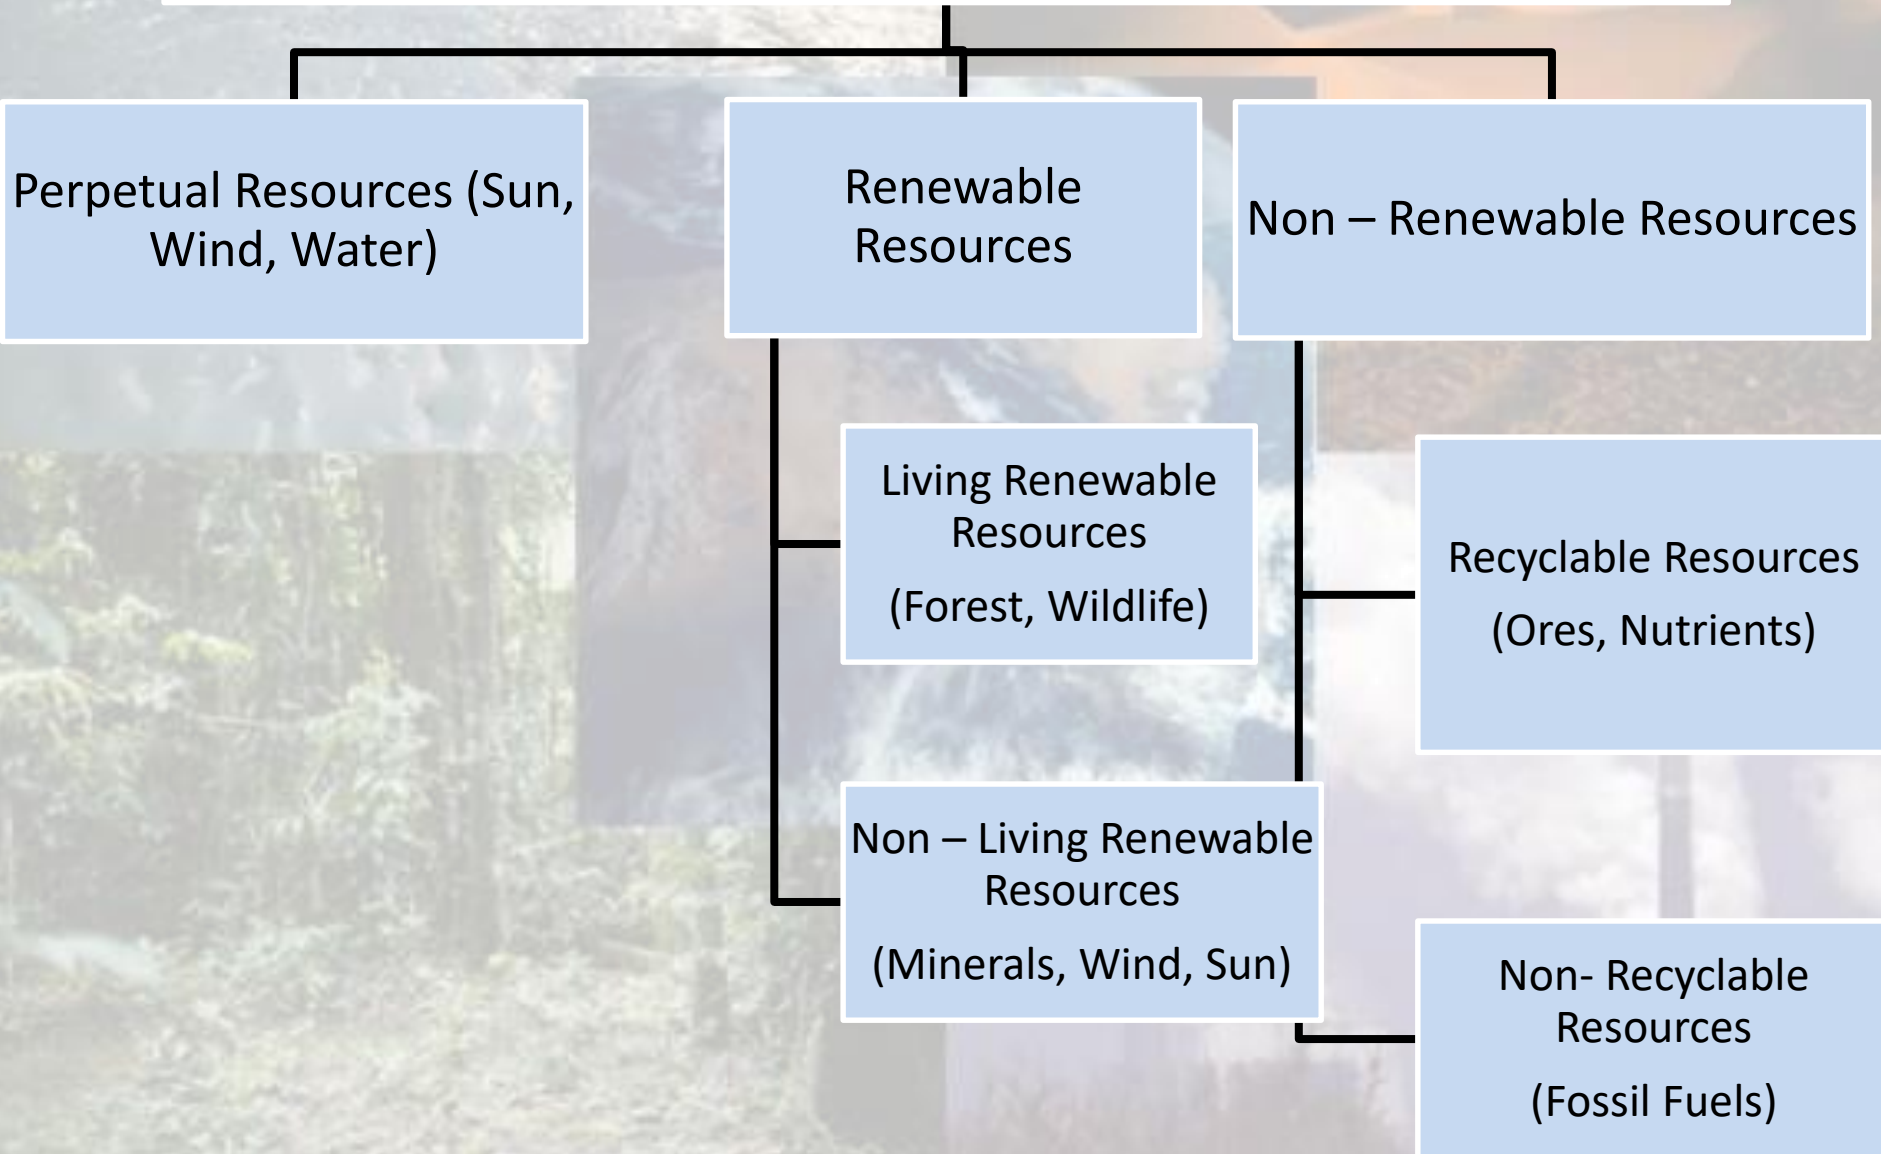 Perpetual Resources (Sun,
Wind, Water)
Renewable
Resources
Non – Renewable Resources
Living Renewable
Resources
(Forest, Wildlife)
Non – Living Renewable
Resources
(Minerals, Wind, Sun)
Recyclable Resources
(Ores, Nutrients)
Non- Recyclable
Resources
(Fossil Fuels)